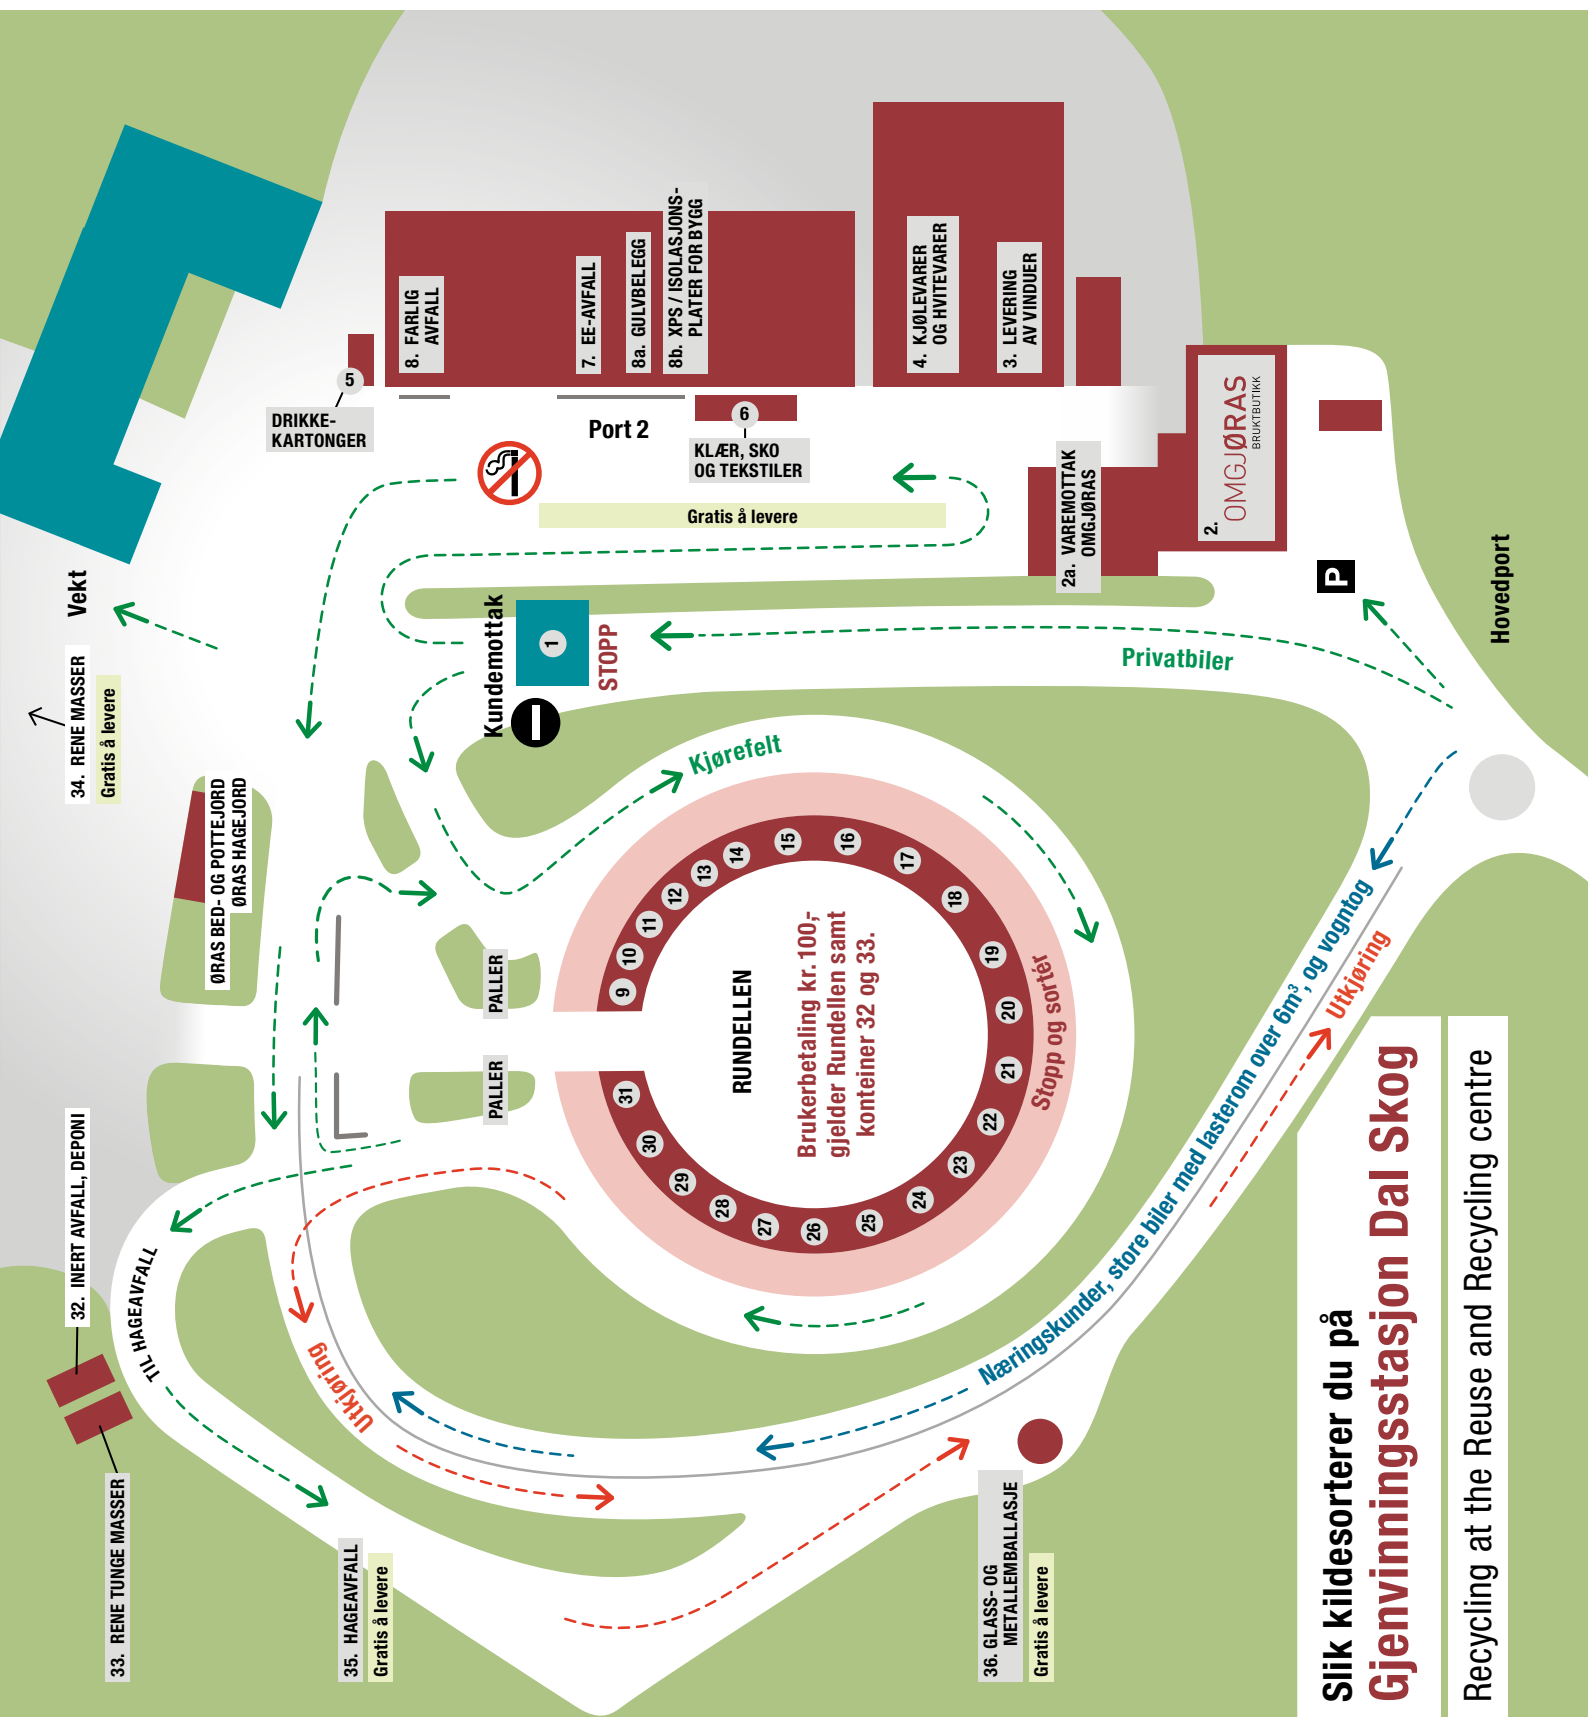 Slik kildesorterer du på
Gjenvinningsstasjon Dal Skog
Recycling at the Reuse and Recycling centre
33. RENE TUNGE MASSER
32. INERT AVFALL, DEPONI
TIL HAGEAVFALL
35. HAGEAVFALL
Gratis å levere
36. GLASS- OG
METALLEMBALLASJE
Gratis å levere
Utkjøring
Næringskunder, store biler med lasterom over 6m³, og vogntog
Utkjøring
34. RENE MASSER
Gratis å levere
Vekt
ØRAS BED- OG POTTEJORD
ØRAS HAGEJORD
PALLER
PALLER
RUNDELLEN
Brukerbetaling kr. 100,-
gjelder Rundellen samt
konteiner 32 og 33.
9
10
11
12
13
14
15
16
17
18
19
20
21
22
23
24
25
26
27
28
29
30
31
Stopp og sortér
Kjørefelt
Kundemottak
1
STOPP
Privatbiler
Hovedport
P
DRIKKE-
KARTONGER
5
8. FARLIG
AVFALL
7. EE-AVFALL
8a. GULVBELEGG
8b. XPS / ISOLASJONS-
PLATER FOR BYGG
Port 2
6
KLÆR, SKO
OG TEKSTILER
Gratis å levere
4. KJØLEVARER
OG HVITEVARER
3. LEVERING
AV VINDUER
2a. VAREMOTTAK
OMGJØRAS
2.
OMGJØRAS
BRUKTBUTIKK